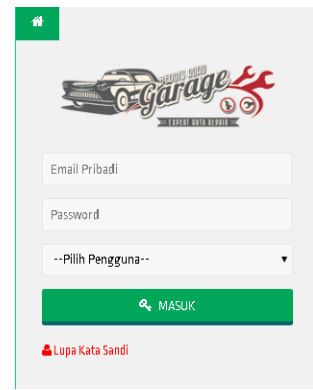 Garage
EXPERT AUTO REPAIR
Email Pribadi
Password
--Pilih Pengguna--
MASUK
Lupa Kata Sandi